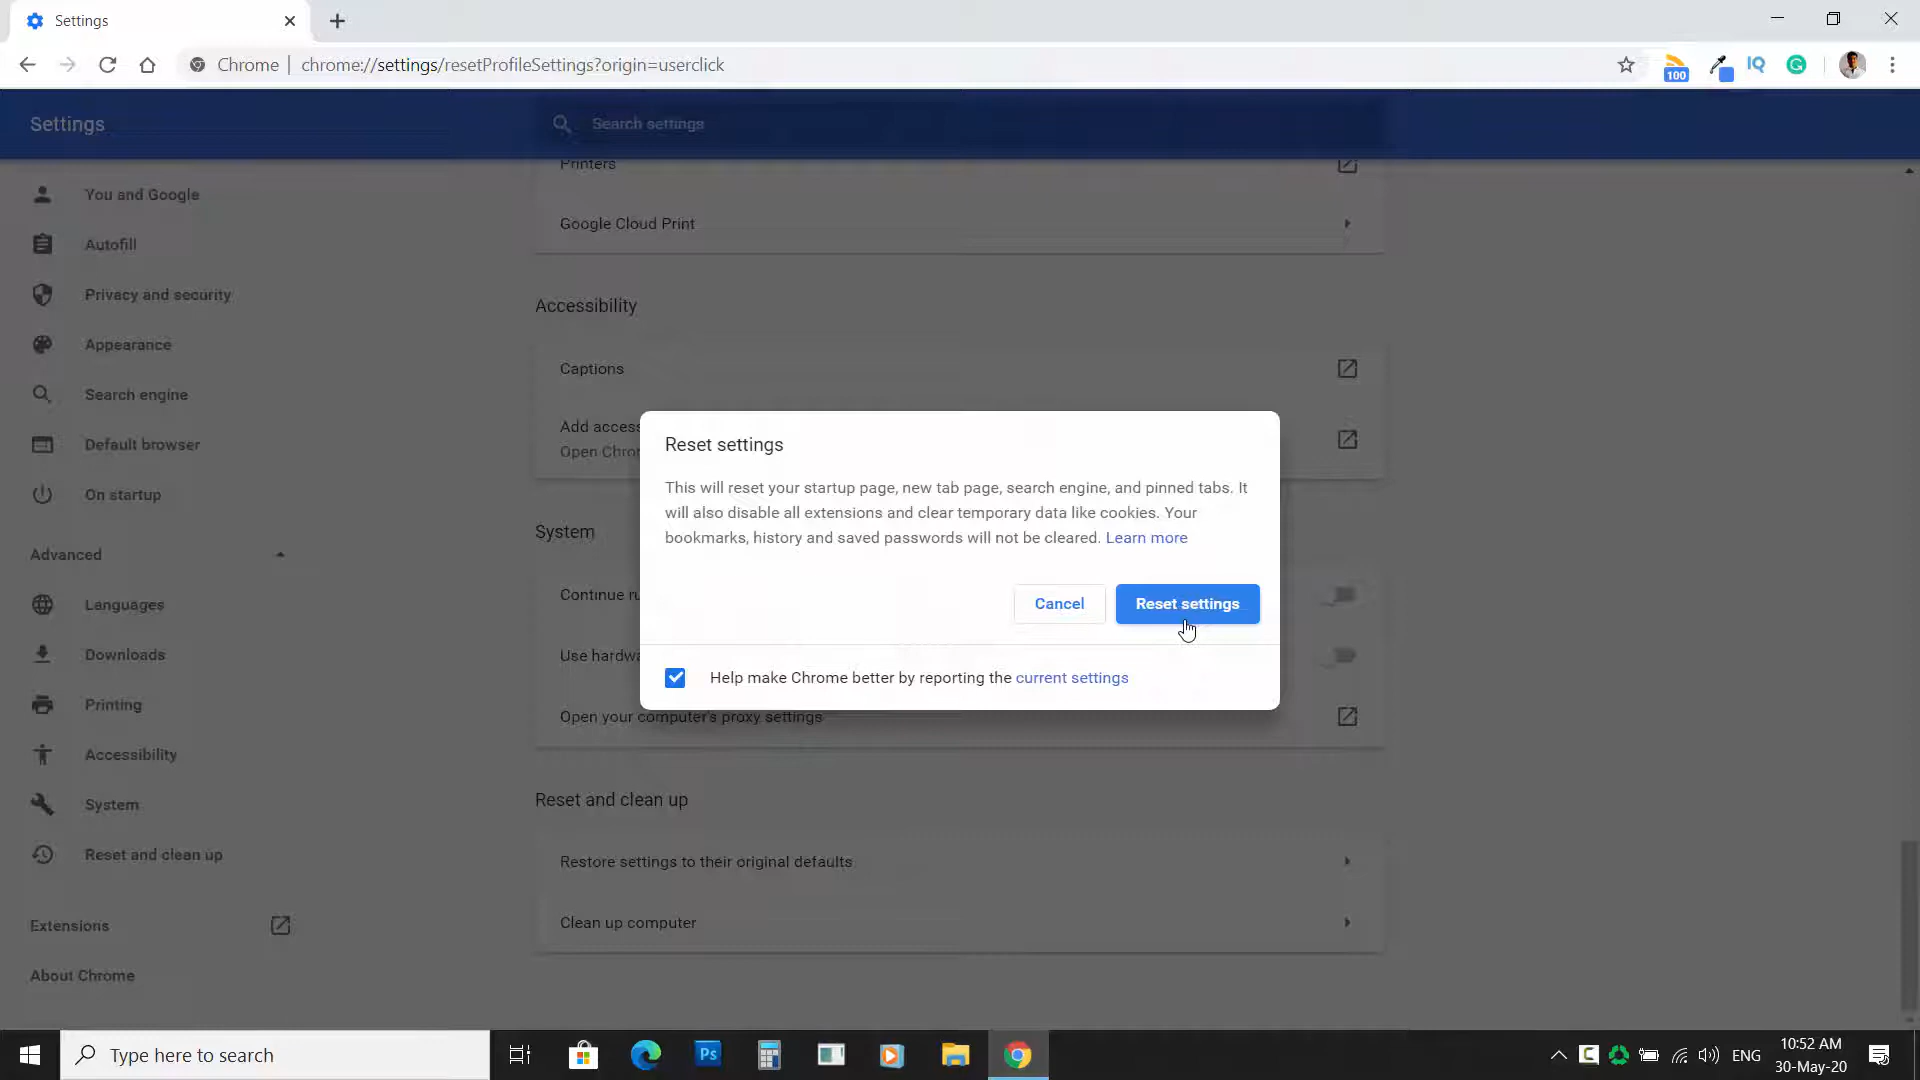 Settings
Chrome | chrome://settings/resetProfileSettings?origin=userclick
100
IQ
G
Settings
Search settings
Printers
You and Google
Google Cloud Print
Autofill
Privacy and security
Accessibility
Appearance
Captions
Search engine
Add access
Default browser
Open Chro
Reset settings
This will reset your startup page, new tab page, search engine, and pinned tabs. It
will also disable all extensions and clear temporary data like cookies. Your
bookmarks, history and saved passwords will not be cleared. Learn more
On startup
System
Advanced
Continue ru
Cancel
Reset settings
Languages
Downloads
Use hardwa
Help make Chrome better by reporting the current settings
Printing
Open your computer's proxy settings
Accessibility
System
Reset and clean up
Reset and clean up
Restore settings to their original defaults
Extensions
Clean up computer
About Chrome
Type here to search
Ps
C
ENG
10:52 AM
30-May-20